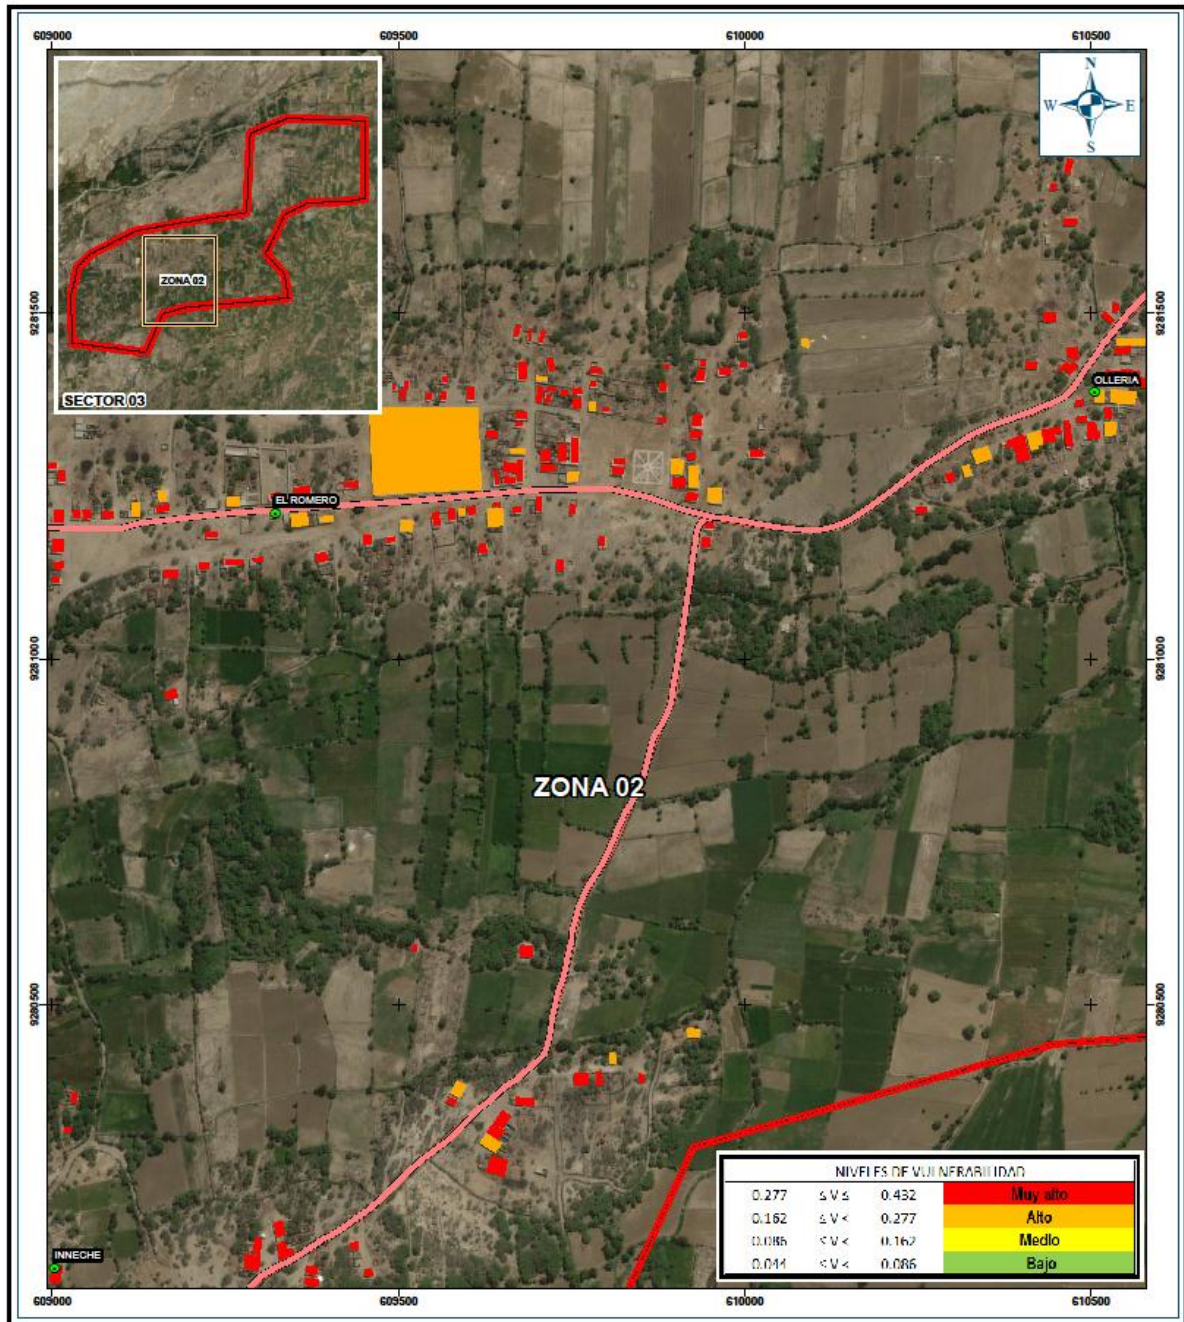 609000 609500 610000 610500
N
W E
S
ZONA 02
SECTOR 03
9281500 9281500
OLLERIA
EL ROMERO
9281000 9281000
ZONA 02
9280500 9280500
NIVELES DE VULNERABILIDAD
0.277 ≤ V ≤ 0.432 Muy alto
0.162 ≤ V < 0.277 Alto
0.086 ≤ V < 0.162 Medio
0.044 ≤ V < 0.086 Bajo
INNECHE
609000 609500 610000 610500